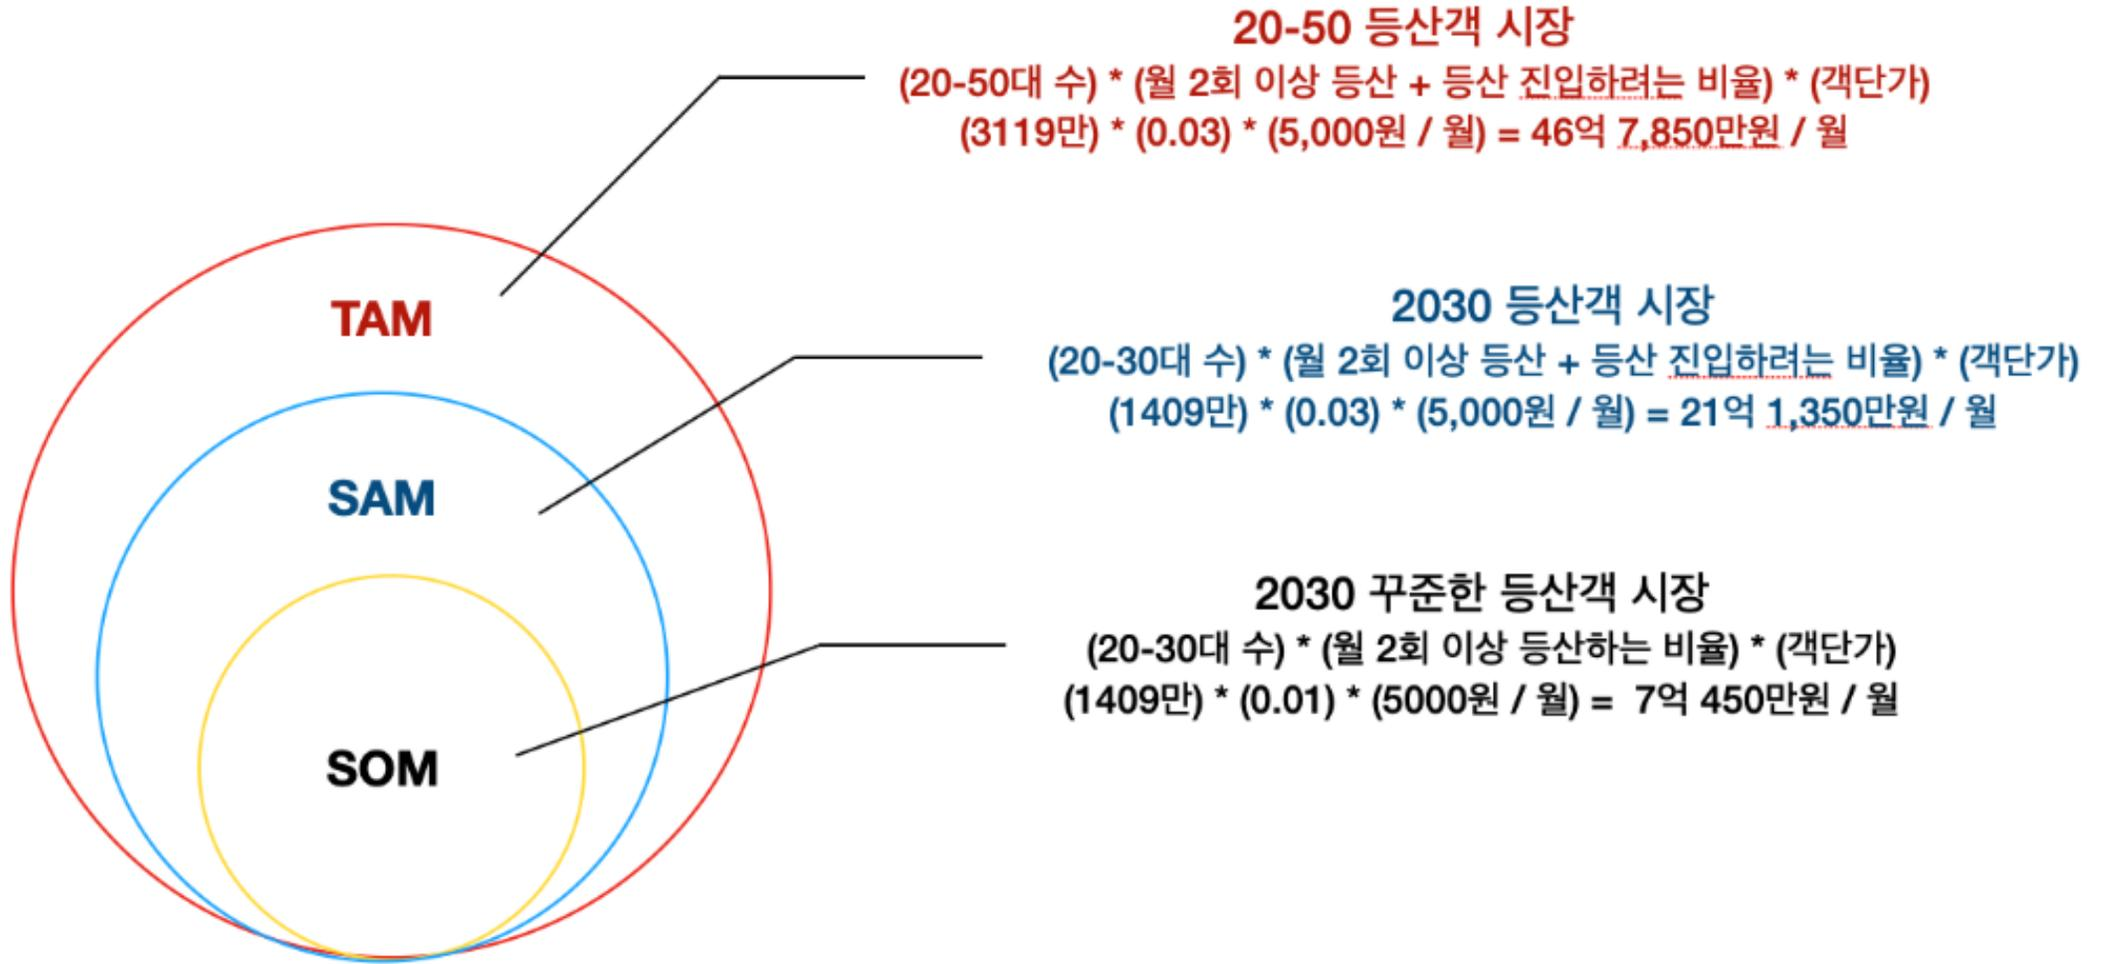 20-50 등산객 시장
(20-50대 수) * (월 2회 이상 등산 + 등산 진입하려는 비율) * (객단가)
(3119만) * (0.03) * (5,000원 / 월) = 46억 7,850만원 / 월
TAM
2030 등산객 시장
(20-30대 수) * (월 2회 이상 등산 + 등산 진입하려는 비율) * (객단가)
(1409만) * (0.03) * (5,000원 / 월) = 21억 1,350만원 / 월
SAM
2030 꾸준한 등산객 시장
(20-30대 수) * (월 2회 이상 등산하는 비율) * (객단가)
(1409만) * (0.01) * (5000원 / 월) = 7억 450만원 / 월
SOM